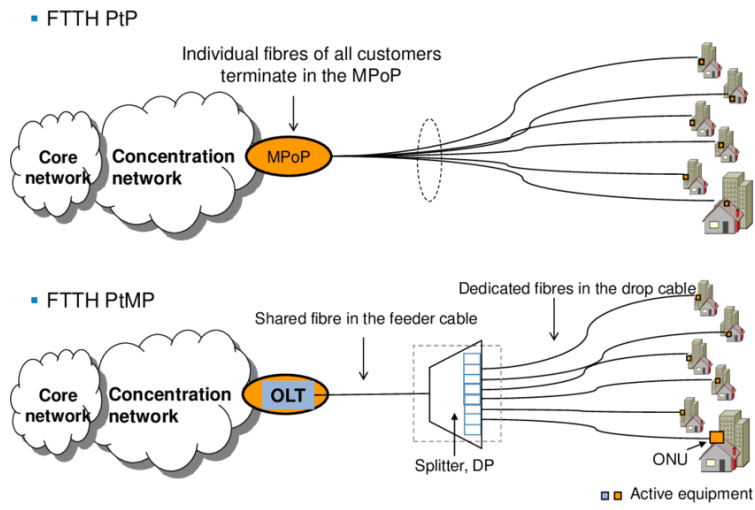 FTTH PtP
Individual fibres of all customers
terminate in the MPoP
Core
network
Concentration
network
MPoP
FTTH PtMP
Dedicated fibres in the drop cable
Shared fibre in the feeder cable
Core
network
Concentration
network
OLT
Splitter, DP
ONU
Active equipment